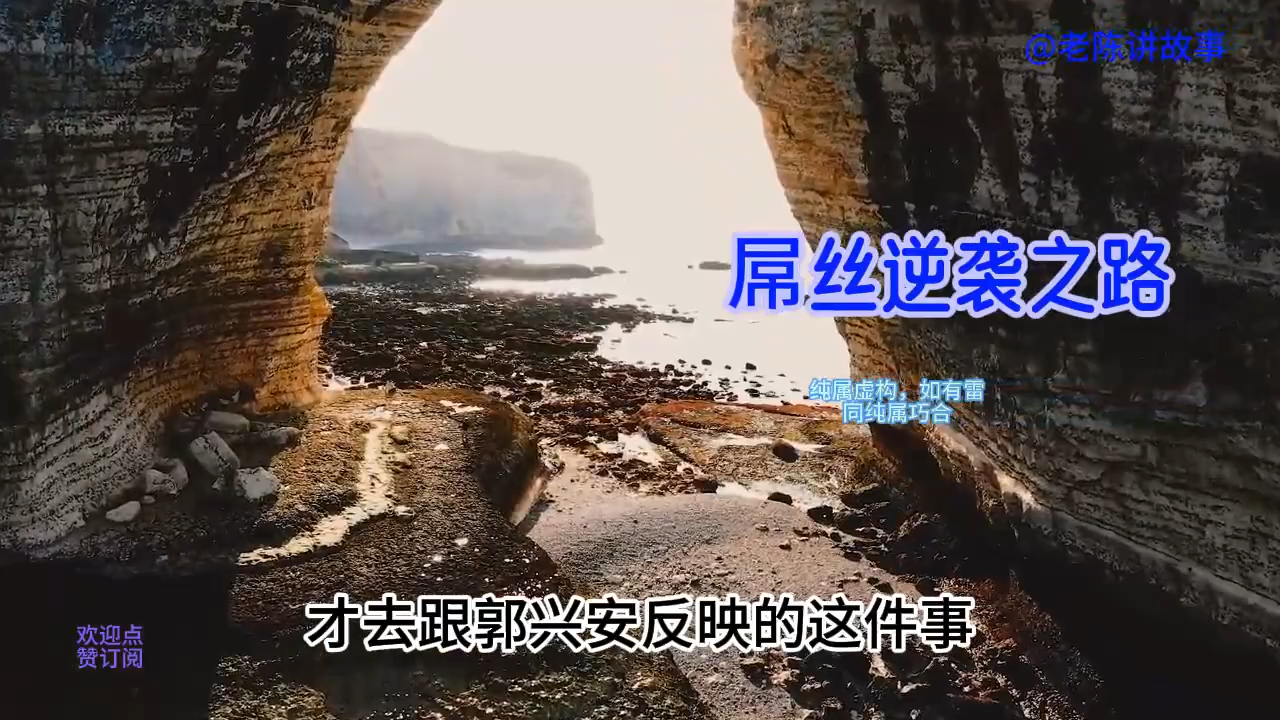 @老陈讲故事
屌丝逆袭之路
纯属虚构，如有雷
同纯属巧合
才去跟郭兴安反映的这件事
欢迎点
赞订阅